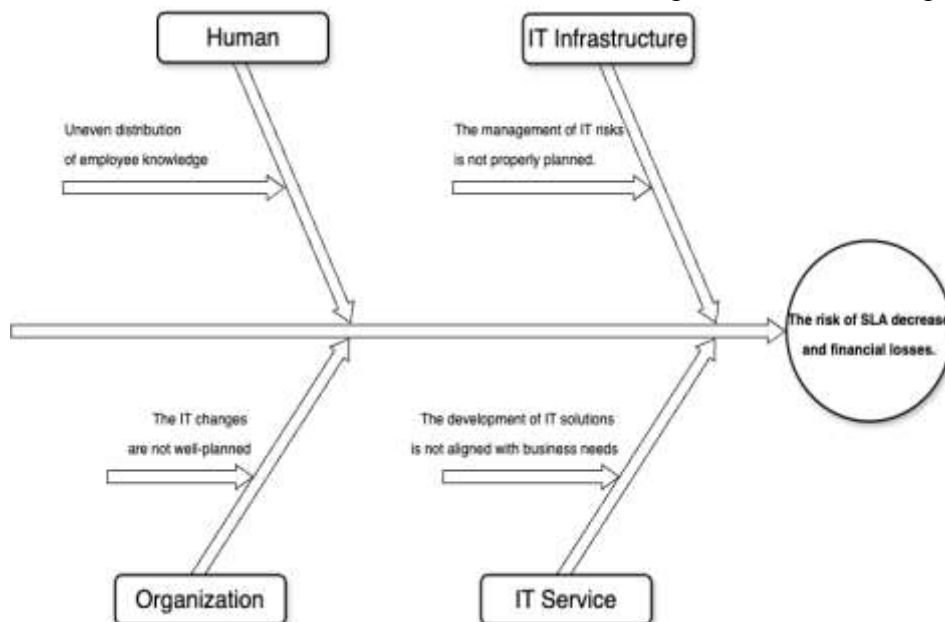 Human
IT Infrastructure
Uneven distribution
of employee knowledge
The management of IT risks
is not properly planned.
The risk of SLA decrease
and financial losses.
The IT changes
are not well-planned
The development of IT solutions
is not aligned with business needs
Organization
IT Service